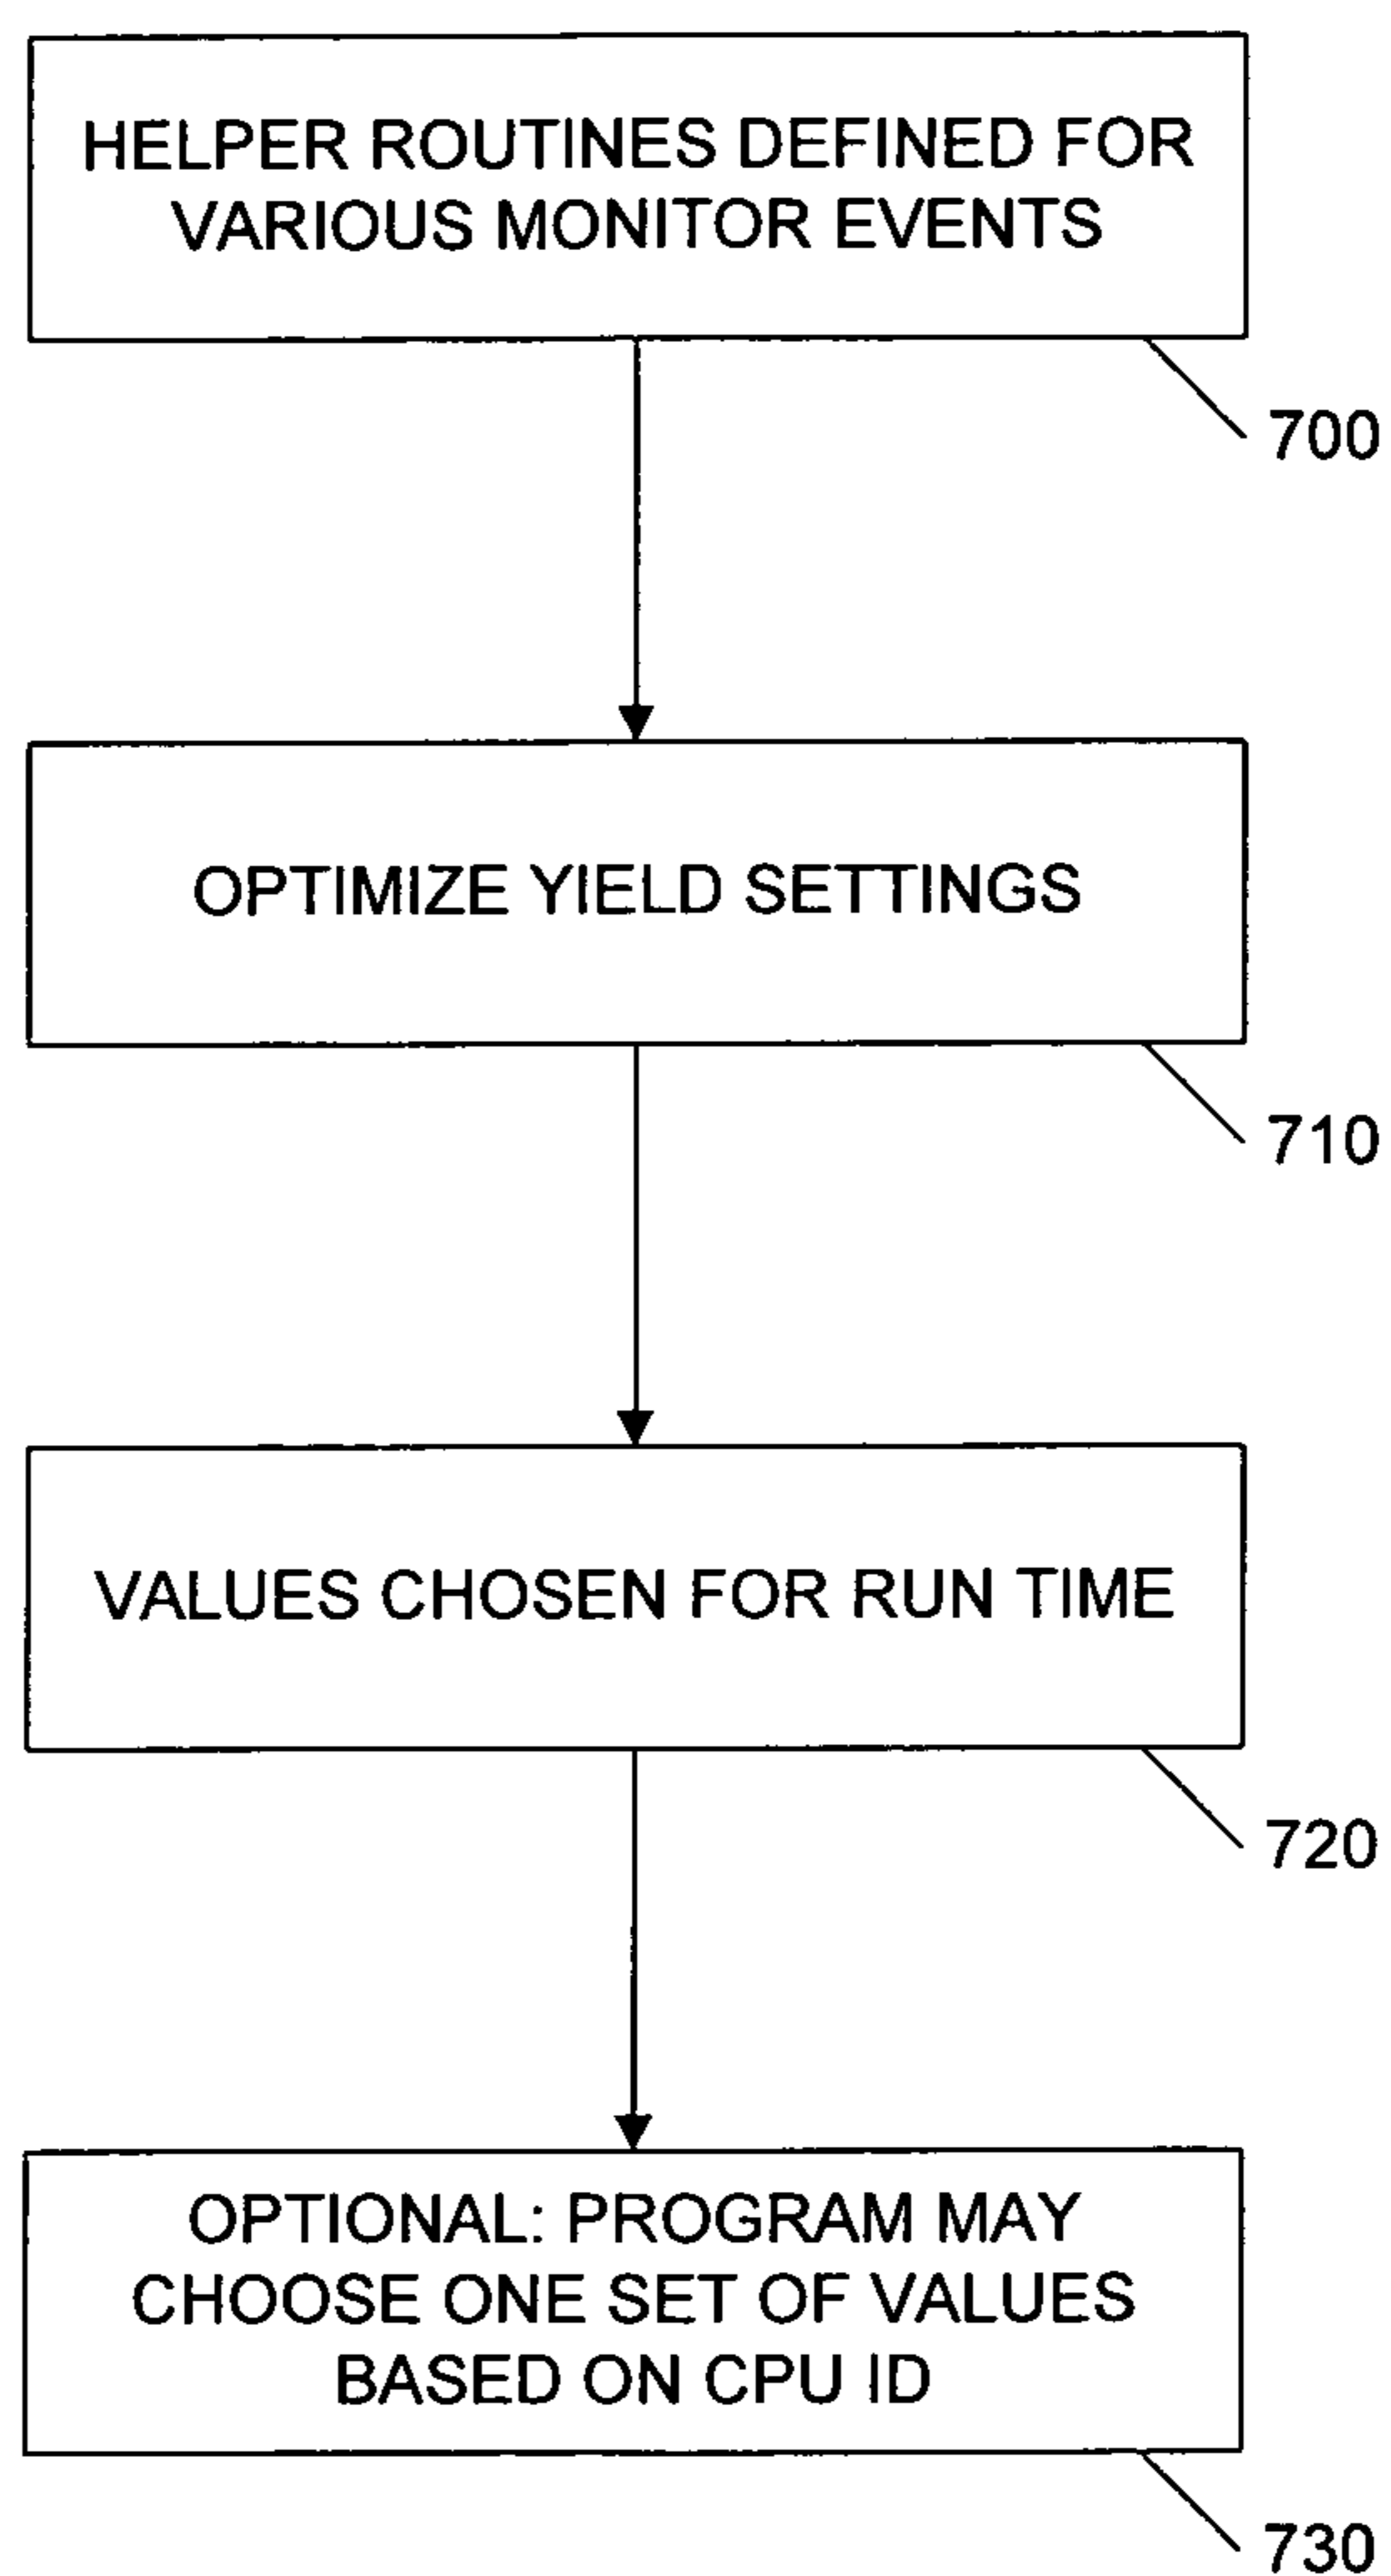 HELPER ROUTINES DEFINED FOR
VARIOUS MONITOR EVENTS
700
OPTIMIZE YIELD SETTINGS
710
VALUES CHOSEN FOR RUN TIME
720
OPTIONAL: PROGRAM MAY
CHOOSE ONE SET OF VALUES
BASED ON CPU ID
730